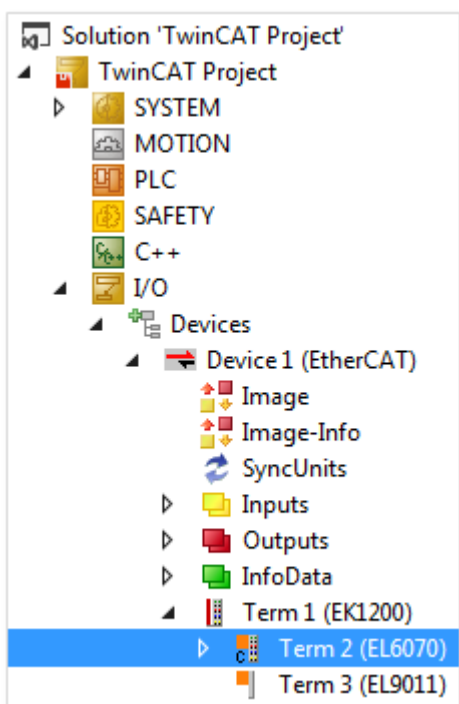 Solution 'TwinCAT Project'
TwinCAT Project
SYSTEM
MOTION
PLC
SAFETY
C++
I/O
Devices
Device 1 (EtherCAT)
Image
Image-Info
SyncUnits
Inputs
Outputs
InfoData
Term 1 (EK1200)
Term 2 (EL6070)
Term 3 (EL9011)